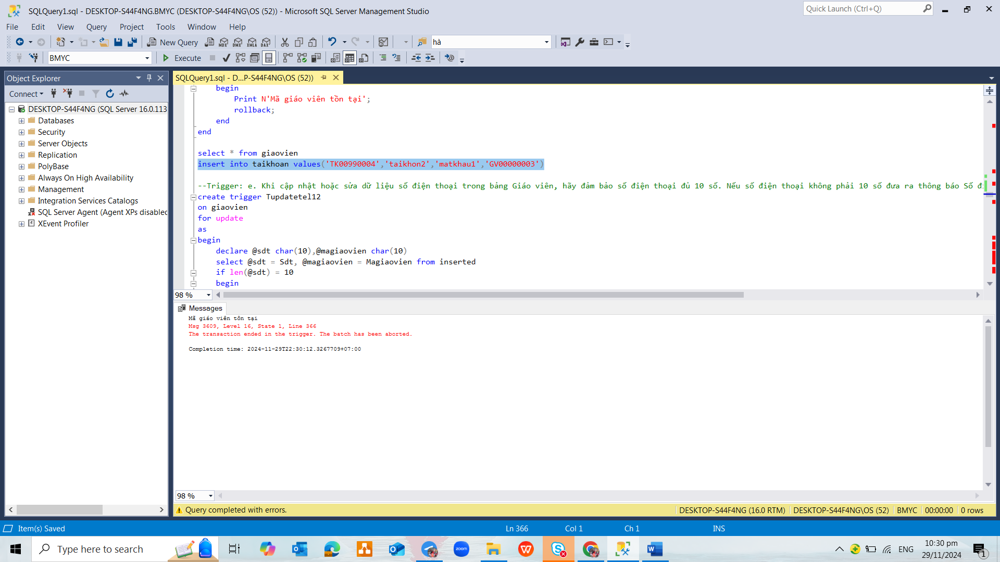 SQLQuery1.sql - DESKTOP-S44F4NG.BMYC (DESKTOP-S44F4NG\OS (52)) - Microsoft SQL Server Management Studio
Quick Launch (Ctrl+Q)
File Edit View Query Project Tools Window Help
New Query MDX DMX XMLA DAX hà
BMYC Execute
Object Explorer
Connect
DESKTOP-S44F4NG (SQL Server 16.0.113
Databases
Security
Server Objects
Replication
PolyBase
Always On High Availability
Management
Integration Services Catalogs
SQL Server Agent (Agent XPs disabled
XEvent Profiler
SQLQuery1.sql - D...P-S44F4NG\OS (52))
begin
Print N'Mã giáo viên tồn tại';
rollback;
end
end
select * from giaovien
insert into taikhoan values('TK00990004','taikhon2','matkhau1','GV00000003')
--Trigger: e. Khi cập nhật hoặc sửa dữ liệu số điện thoại trong bảng Giáo viên, hãy đảm bảo số điện thoại đủ 10 số. Nếu số điện thoại không phải 10 số đưa ra thông báo Số đi
create trigger Tupdatetel12
on giaovien
for update
as
begin
declare @sdt char(10),@magiaovien char(10)
select @sdt = Sdt, @magiaovien = Magiaovien from inserted
if len(@sdt) = 10
begin
98 %
Messages
Mã giáo viên tồn tại
Msg 3609, Level 16, State 1, Line 366
The transaction ended in the trigger. The batch has been aborted.
Completion time: 2024-11-29T22:30:12.3267709+07:00
98 %
Query completed with errors.
DESKTOP-S44F4NG (16.0 RTM) DESKTOP-S44F4NG\OS (52) BMYC 00:00:00 0 rows
Item(s) Saved Ln 366 Col 1 Ch 1 INS
Type here to search
zoom
ENG
10:30 pm
29/11/2024
1